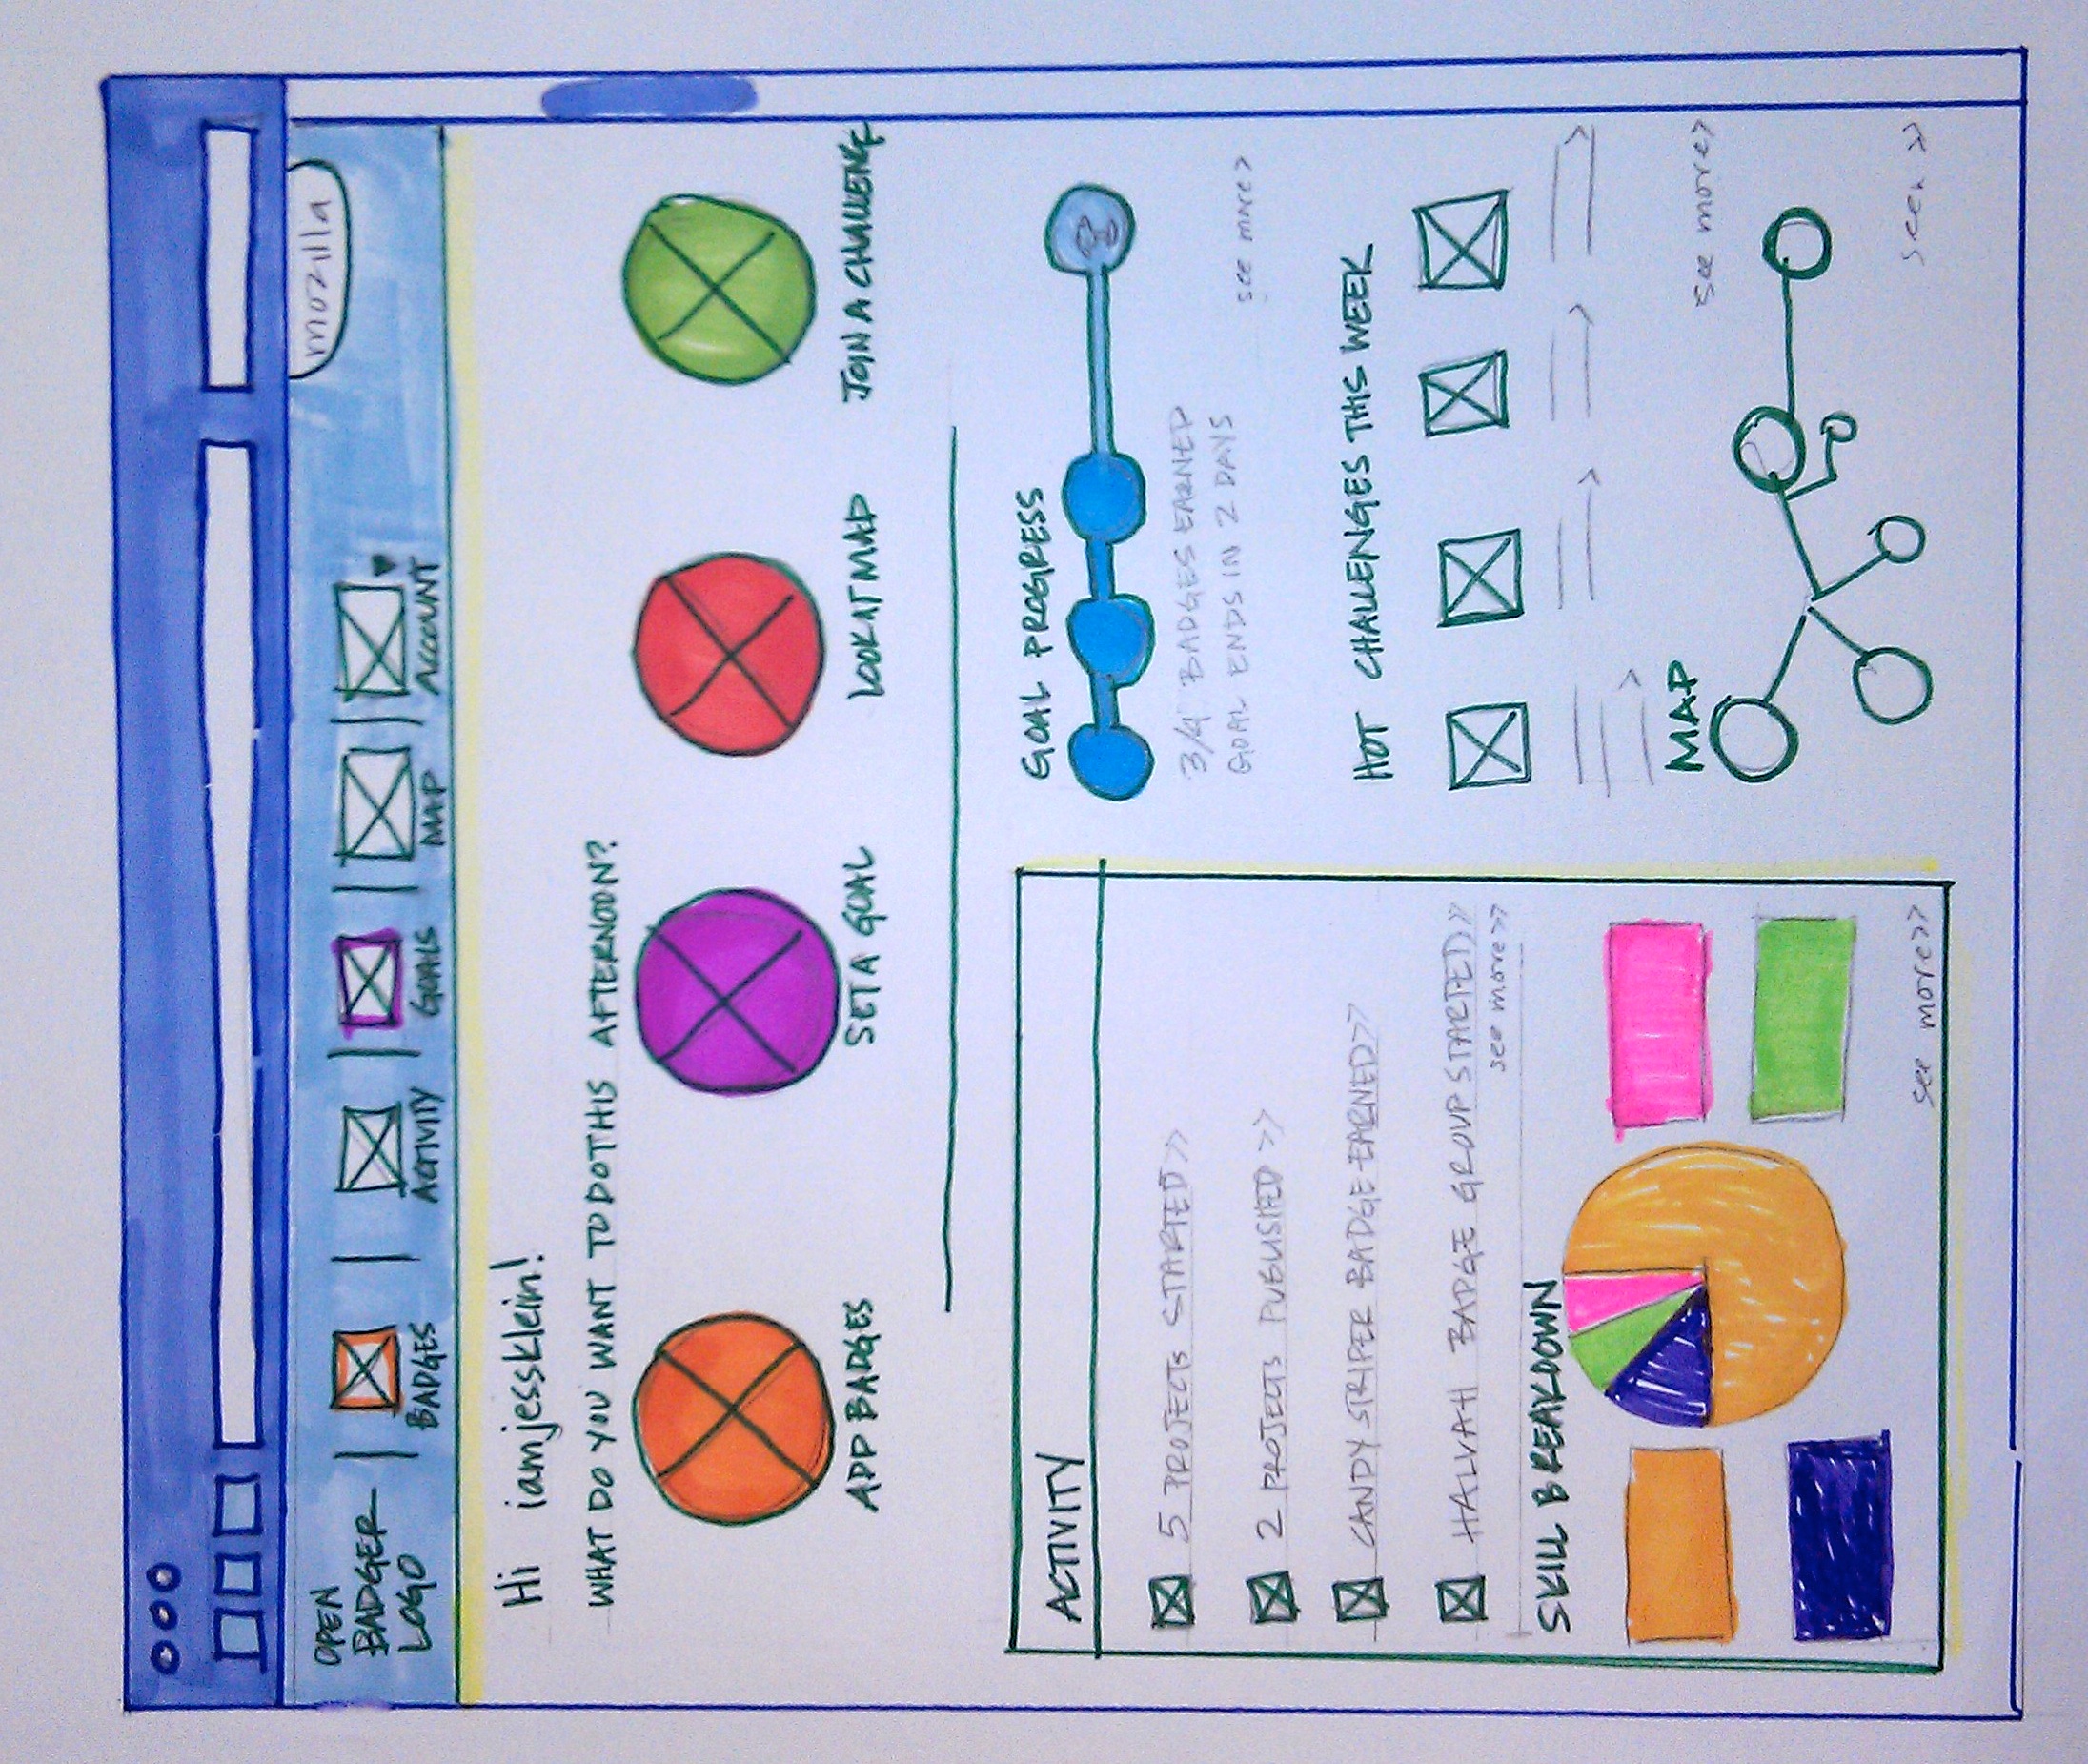 OPEN
BADGER
LOGO
BADGES
ACTIVITY
GOALS
MAP
ACCOUNT
mozilla
Hi iamjessklein!
WHAT DO YOU WANT TO DO THIS AFTERNOON?
ADD BADGES
SET A GOAL
LOOK AT MAP
JOIN A CHALLENGE
ACTIVITY
5 PROJECTS STARTED >>
2 PROJECTS PUBLISHED >>
CANDY STRIPER BADGE EARNED >>
HALVAH BADGE GROUP STARTED >>
see more >>
SKILL BREAKDOWN
see more >>
GOAL PROGRESS
3/4 BADGES EARNED
GOAL ENDS IN 2 DAYS
see more >
HOT CHALLENGES THIS WEEK
see more >
MAP